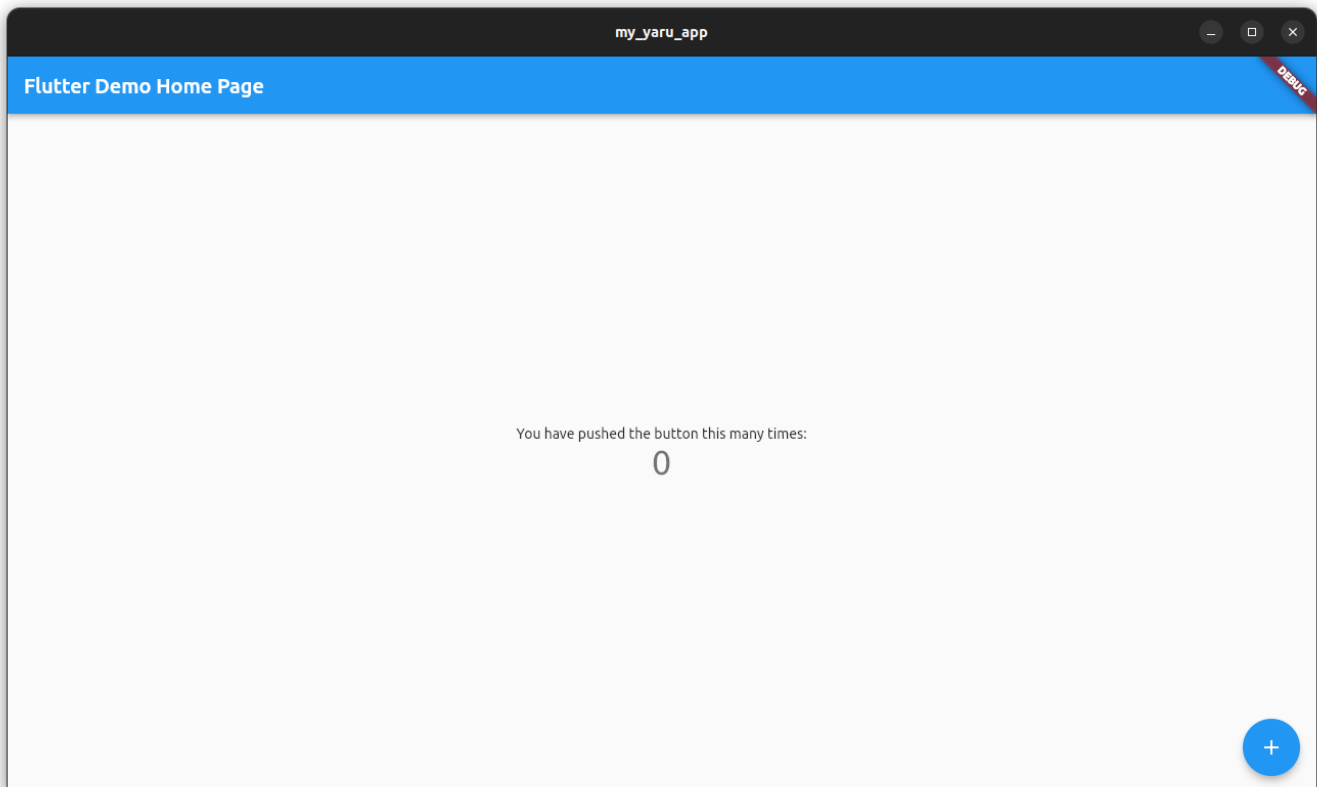 my_yaru_app
Flutter Demo Home Page
DEBUG
You have pushed the button this many times:
0